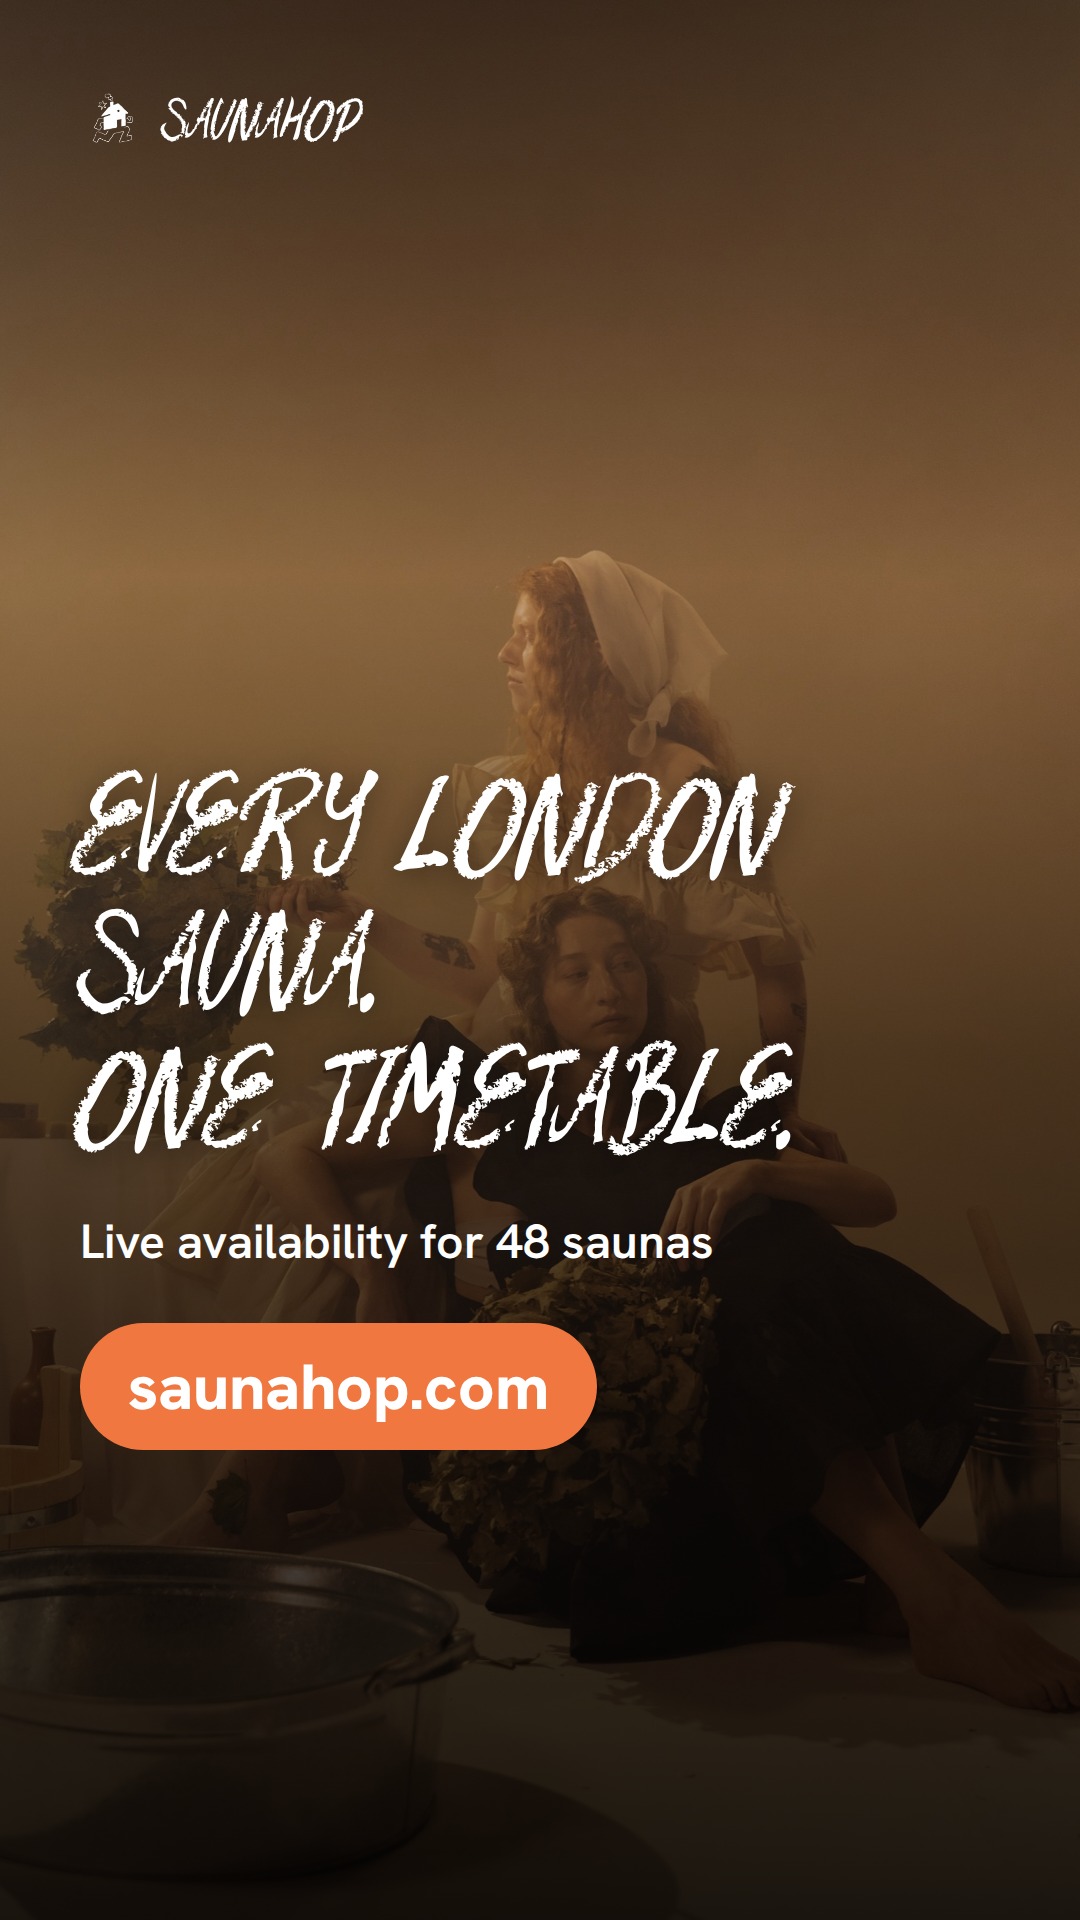 SAUNAHOP
EVERY LONDON
SAUNA.
ONE TIMETABLE.
Live availability for 48 saunas
saunahop.com